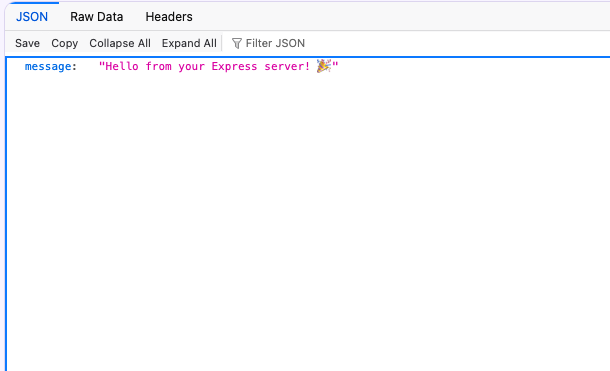 JSON Raw Data Headers
Save Copy Collapse All Expand All Filter JSON
message: "Hello from your Express server! 🎉"